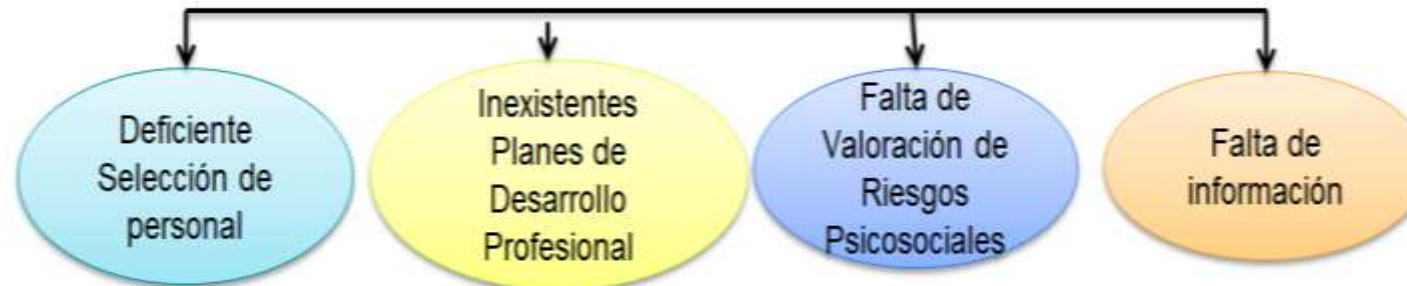 Deficiente
Selección de
personal
Inexistentes
Planes de
Desarrollo
Profesional
Falta de
Valoración de
Riesgos
Psicosociales
Falta de
información